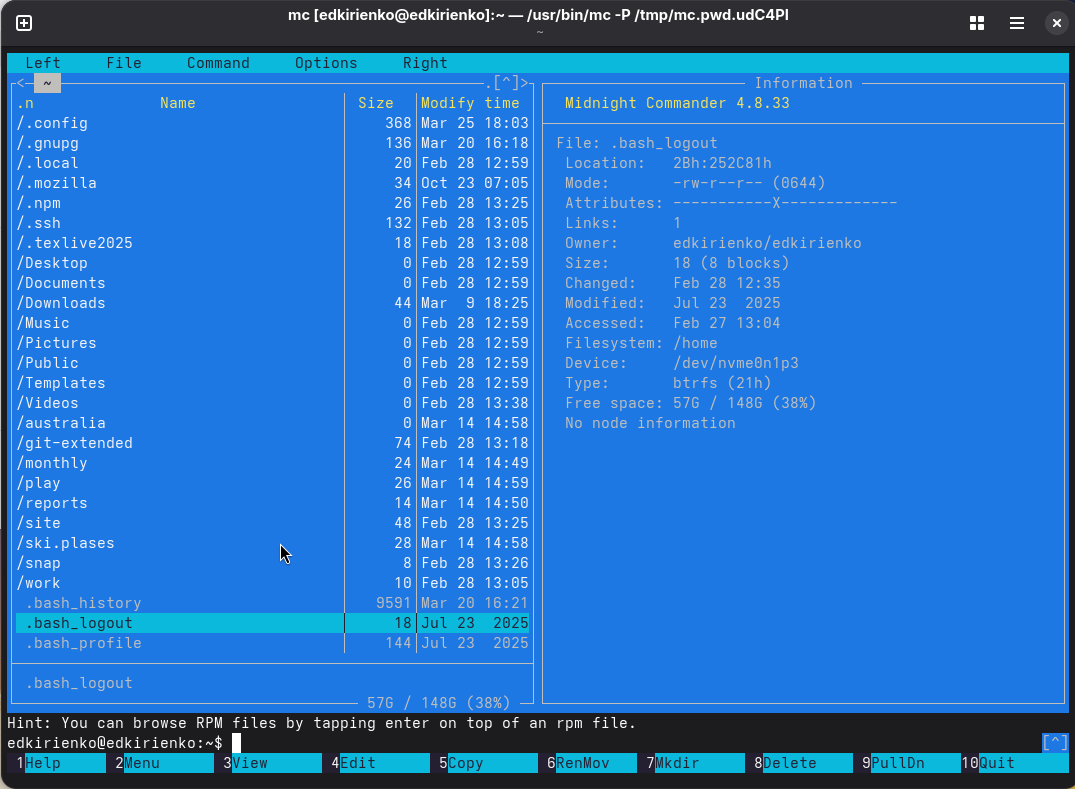 mc [edkirienko@edkirienko]:~ — /usr/bin/mc -P /tmp/mc.pwd.udC4Pl
~
Left File Command Options Right
<─ ~ .[^]>
.n Name Size Modify time
/.config 368 Mar 25 18:03
/.gnupg 136 Mar 20 16:18
/.local 20 Feb 28 12:59
/.mozilla 34 Oct 23 07:05
/.npm 26 Feb 28 13:25
/.ssh 132 Feb 28 13:05
/.texlive2025 18 Feb 28 13:08
/Desktop 0 Feb 28 12:59
/Documents 0 Feb 28 12:59
/Downloads 44 Mar 9 18:25
/Music 0 Feb 28 12:59
/Pictures 0 Feb 28 12:59
/Public 0 Feb 28 12:59
/Templates 0 Feb 28 12:59
/Videos 0 Feb 28 13:38
/australia 0 Mar 14 14:58
/git-extended 74 Feb 28 13:18
/monthly 24 Mar 14 14:49
/play 26 Mar 14 14:59
/reports 14 Mar 14 14:50
/site 48 Feb 28 13:25
/ski.plases 28 Mar 14 14:58
/snap 8 Feb 28 13:26
/work 10 Feb 28 13:05
.bash_history 9591 Mar 20 16:21
.bash_logout 18 Jul 23 2025
.bash_profile 144 Jul 23 2025
.bash_logout
57G / 148G (38%)
Information
Midnight Commander 4.8.33
File: .bash_logout
Location: 2Bh:252C81h
Mode: -rw-r--r-- (0644)
Attributes: -----------X-------------
Links: 1
Owner: edkirienko/edkirienko
Size: 18 (8 blocks)
Changed: Feb 28 12:35
Modified: Jul 23 2025
Accessed: Feb 27 13:04
Filesystem: /home
Device: /dev/nvme0n1p3
Type: btrfs (21h)
Free space: 57G / 148G (38%)
No node information
Hint: You can browse RPM files by tapping enter on top of an rpm file.
edkirienko@edkirienko:~$ [^]
1Help 2Menu 3View 4Edit 5Copy 6RenMov 7Mkdir 8Delete 9PullDn 10Quit